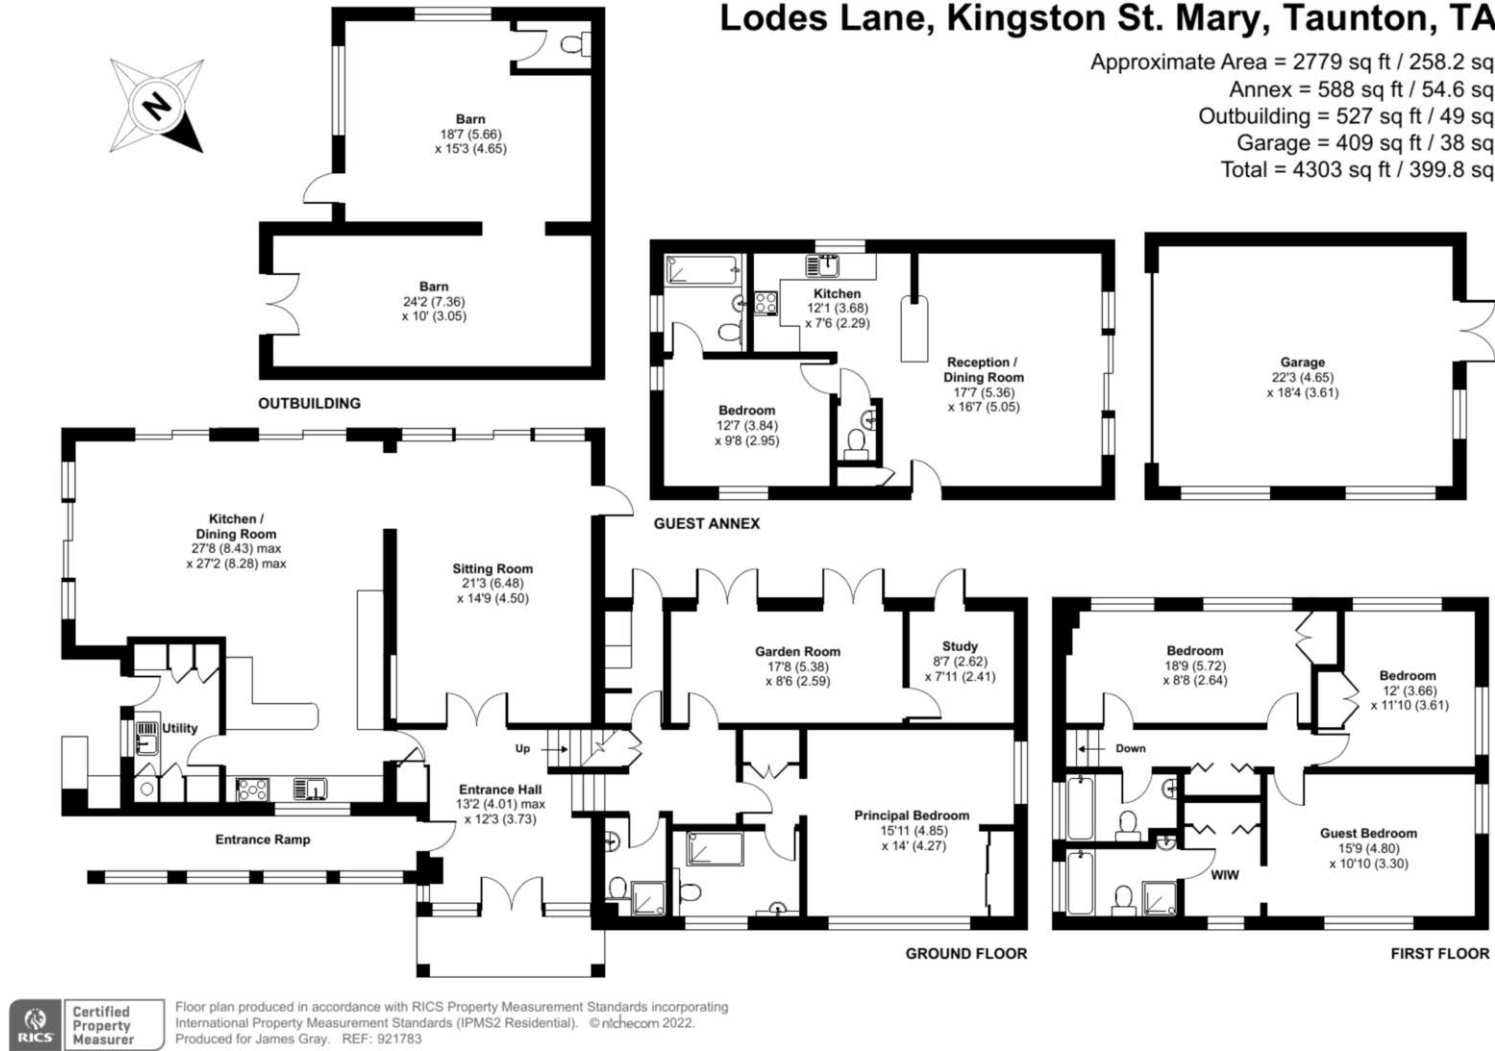 Lodes Lane, Kingston St. Mary, Taunton, TA
Approximate Area = 2779 sq ft / 258.2 sq
Annex = 588 sq ft / 54.6 sq
Outbuilding = 527 sq ft / 49 sq
Garage = 409 sq ft / 38 sq
Total = 4303 sq ft / 399.8 sq
N
Barn
18'7 (5.66)
x 15'3 (4.65)
Barn
24'2 (7.36)
x 10' (3.05)
OUTBUILDING
Kitchen
12'1 (3.68)
x 7'6 (2.29)
Reception /
Dining Room
17'7 (5.36)
x 16'7 (5.05)
Bedroom
12'7 (3.84)
x 9'8 (2.95)
GUEST ANNEX
Garage
22'3 (4.65)
x 18'4 (3.61)
Kitchen /
Dining Room
27'8 (8.43) max
x 27'2 (8.28) max
Sitting Room
21'3 (6.48)
x 14'9 (4.50)
Utility
Garden Room
17'8 (5.38)
x 8'6 (2.59)
Study
8'7 (2.62)
x 7'11 (2.41)
Up
Entrance Hall
13'2 (4.01) max
x 12'3 (3.73)
Entrance Ramp
Principal Bedroom
15'11 (4.85)
x 14' (4.27)
GROUND FLOOR
Bedroom
18'9 (5.72)
x 8'8 (2.64)
Bedroom
12' (3.66)
x 11'10 (3.61)
Down
Guest Bedroom
15'9 (4.80)
x 10'10 (3.30)
WIW
FIRST FLOOR
RICS
Certified
Property
Measurer
Floor plan produced in accordance with RICS Property Measurement Standards incorporating
International Property Measurement Standards (IPMS2 Residential). © nichecom 2022.
Produced for James Gray. REF: 921783